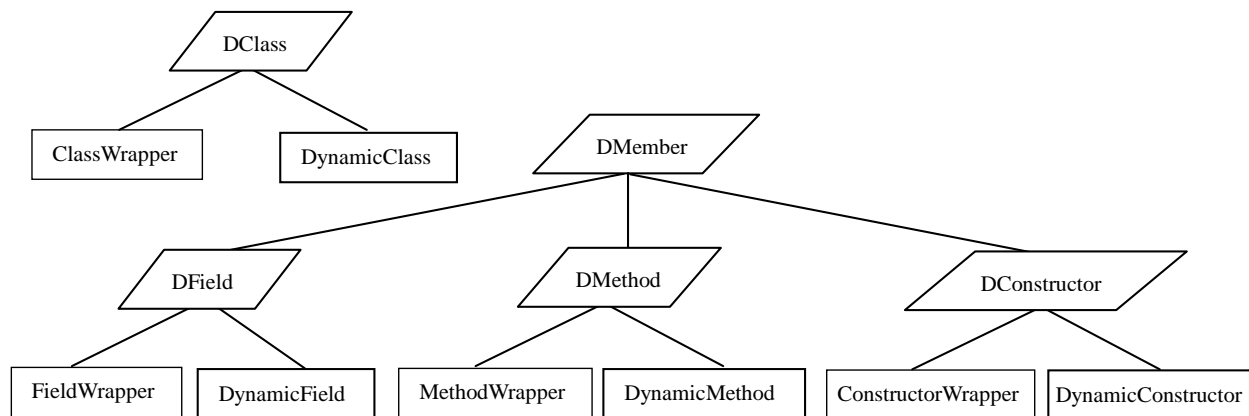 DClass
ClassWrapper
DynamicClass
DMember
DField
DMethod
DConstructor
FieldWrapper
DynamicField
MethodWrapper
DynamicMethod
ConstructorWrapper
DynamicConstructor